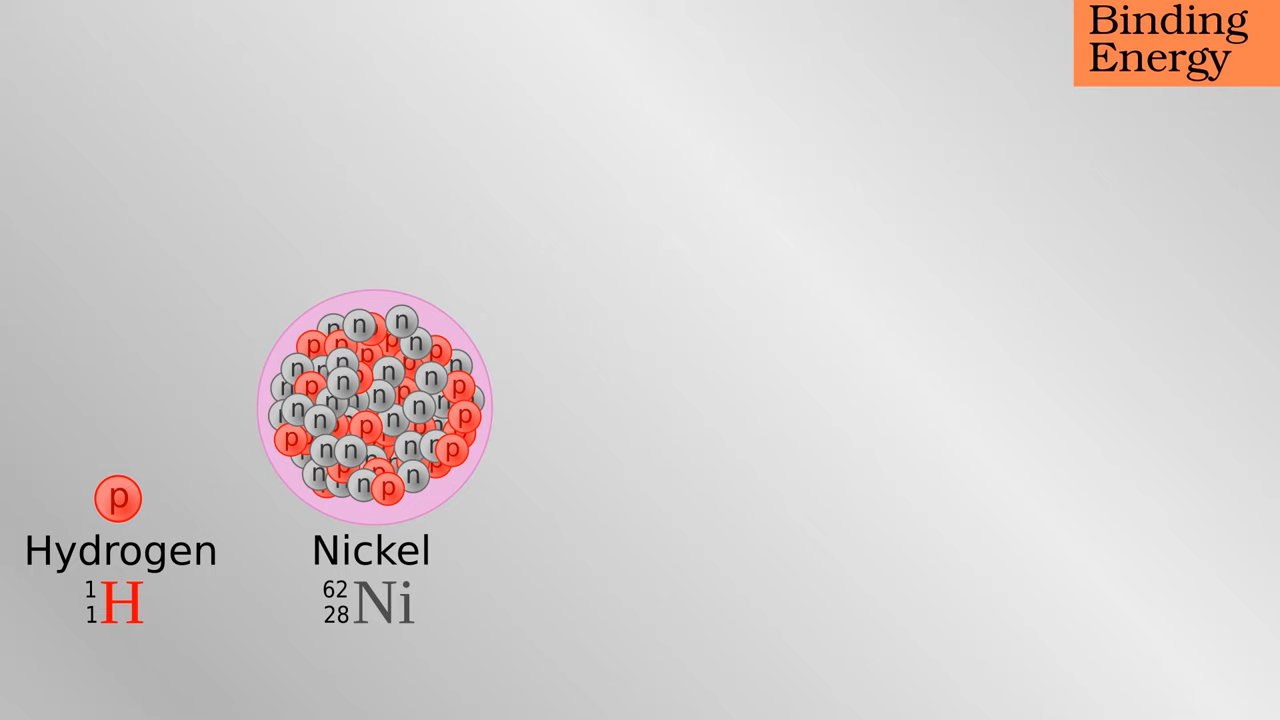 Binding
Energy
p
Hydrogen
1
1 H
Nickel
62
28 Ni